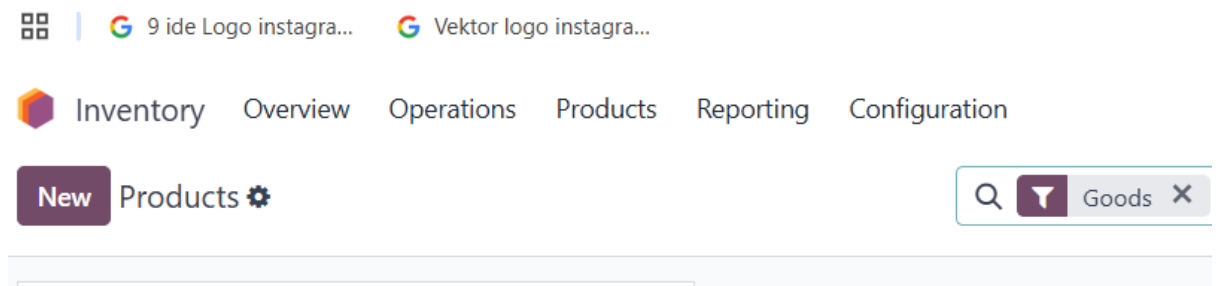 9 ide Logo instagra... Vektor logo instagra...
Inventory Overview Operations Products Reporting Configuration
New Products Goods